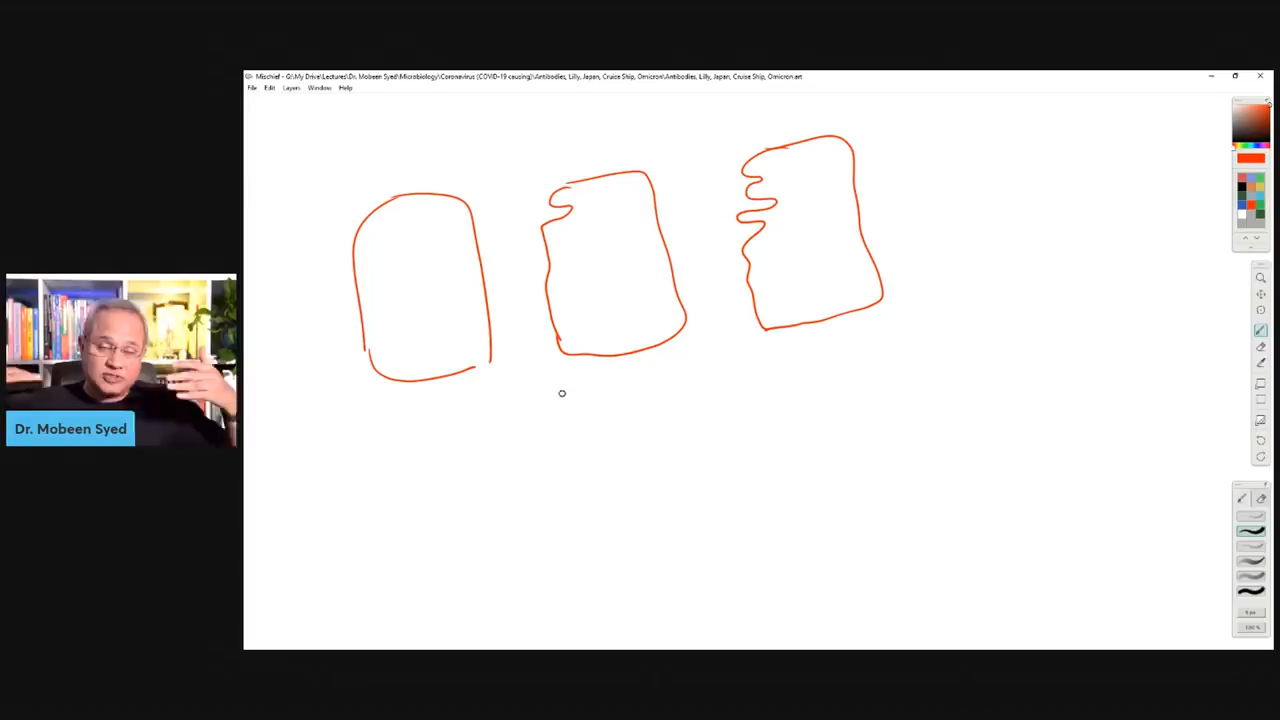 Mischief - G:\My Drive\Lectures\Dr. Mobeen Syed\Microbiology\Coronavirus (COVID-19 causing)\Antibodies, Lilly, Japan, Cruise Ship, Omicron\Antibodies, Lilly, Japan, Cruise Ship, Omicron.art
File Edit Layers Window Help
Dr. Mobeen Syed